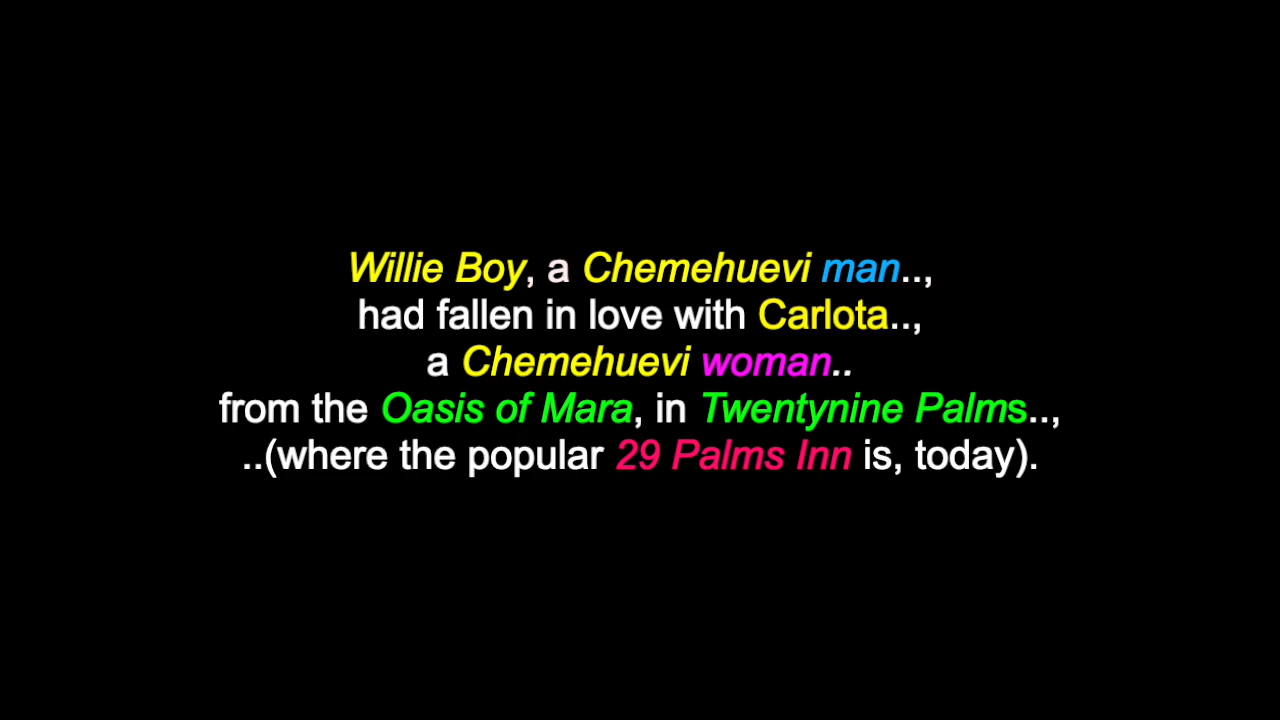 Willie Boy, a Chemehuevi man..,
had fallen in love with Carlota..,
a Chemehuevi woman..
from the Oasis of Mara, in Twentynine Palms..,
..(where the popular 29 Palms Inn is, today).